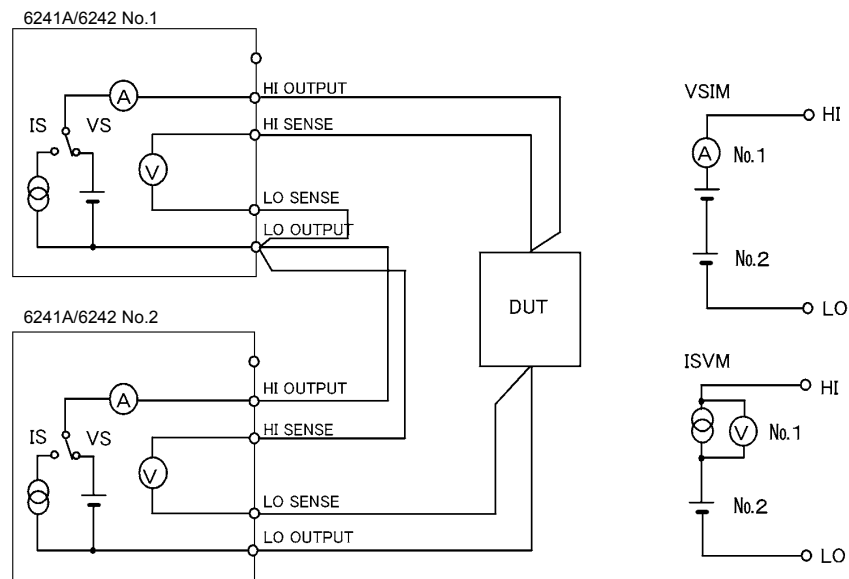 6241A/6242 No.1
A
HI OUTPUT
IS VS
HI SENSE
V
LO SENSE
LO OUTPUT
DUT
6241A/6242 No.2
A
HI OUTPUT
IS VS
HI SENSE
V
LO SENSE
LO OUTPUT
VSIM
HI
A No.1
No.2
LO
ISVM
HI
V No.1
No.2
LO